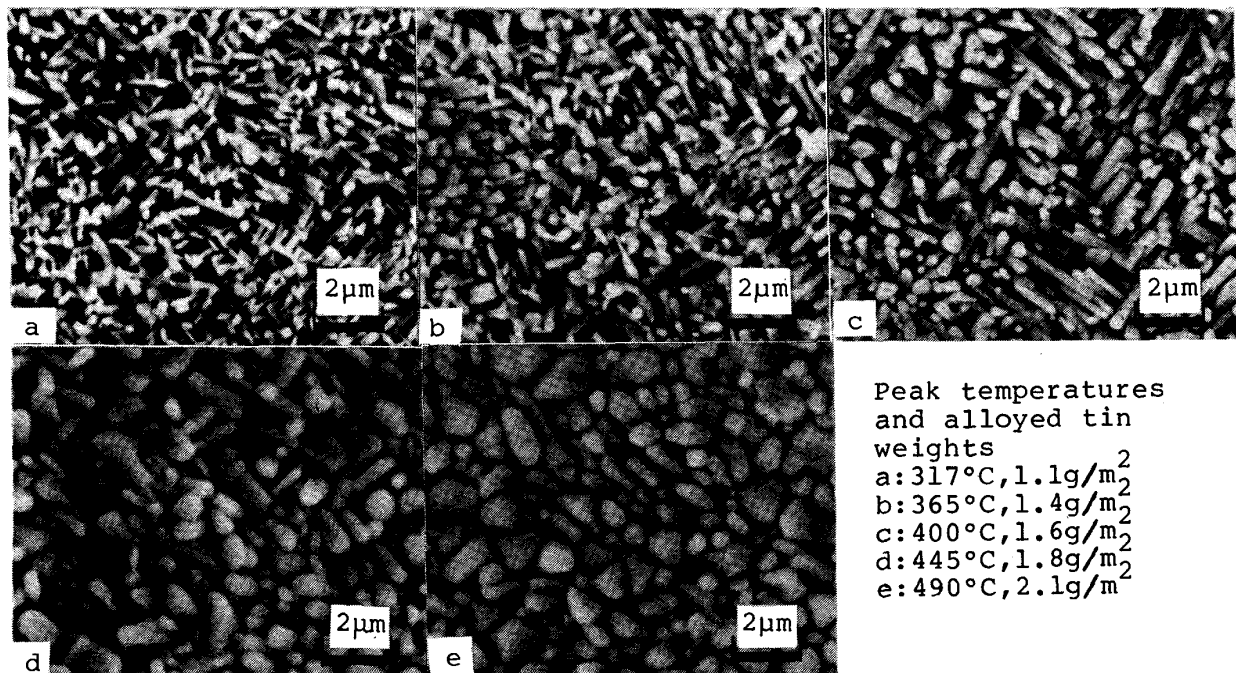 2µm
a
2µm
b
2µm
c
2µm
d
2µm
e
Peak temperatures
and alloyed tin
weights
a:317°C,1.1g/m2
b:365°C,1.4g/m2
c:400°C,1.6g/m2
d:445°C,1.8g/m2
e:490°C,2.1g/m2